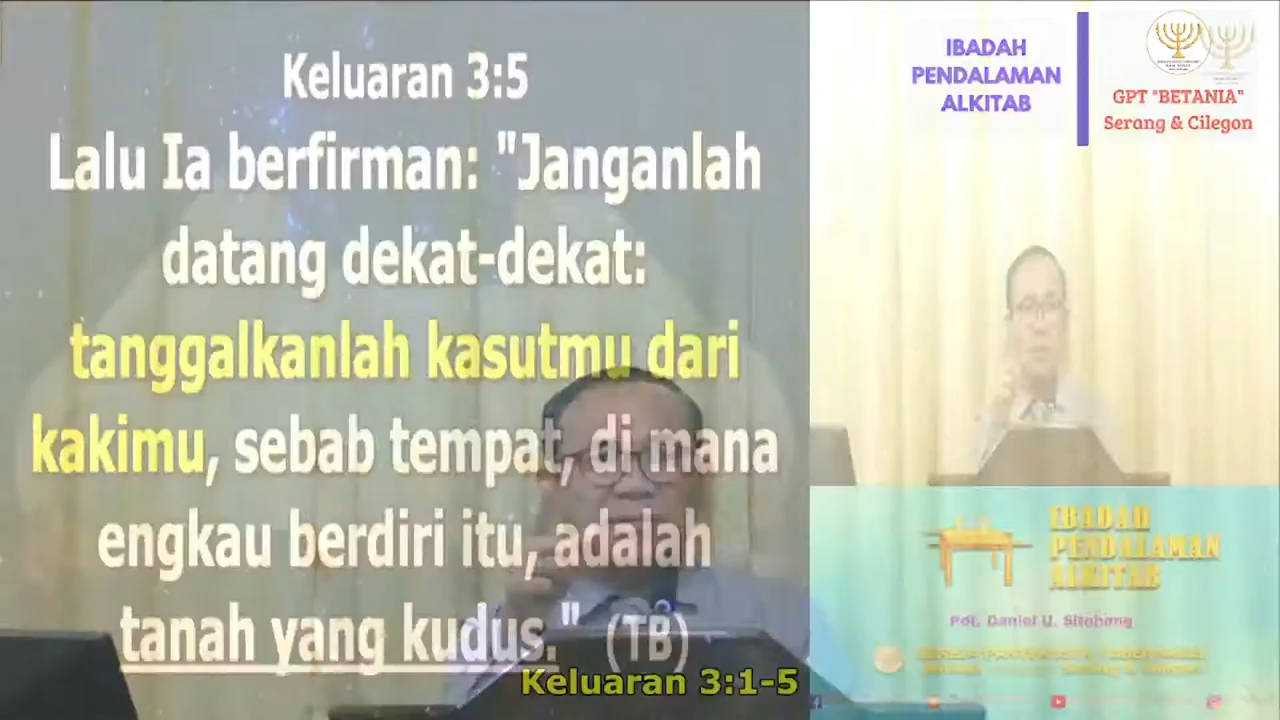 Keluaran 3:5
Lalu Ia berfirman: "Janganlah
datang dekat-dekat:
tanggalkanlah kasutmu dari
kakimu, sebab tempat, di mana
engkau berdiri itu, adalah
tanah yang kudus." (TB)
Keluaran 3:1-5
IBADAH
PENDALAMAN
ALKITAB
GPT "BETANIA"
Serang & Cilegon
IBADAH
PENDALAMAN
ALKITAB
Pdt. Daniel U. Sitohang